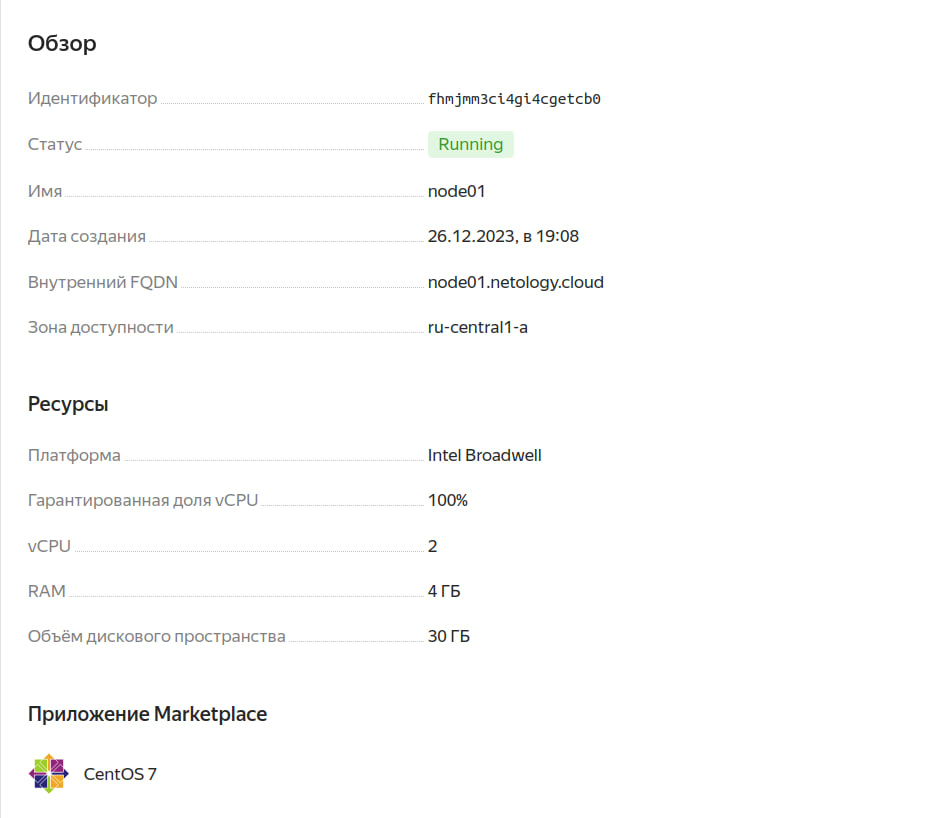 Обзор
Идентификатор fhmjmm3ci4gi4cgetcb0
Статус Running
Имя node01
Дата создания 26.12.2023, в 19:08
Внутренний FQDN node01.netology.cloud
Зона доступности ru-central1-a
Ресурсы
Платформа Intel Broadwell
Гарантированная доля vCPU 100%
vCPU 2
RAM 4 ГБ
Объём дискового пространства 30 ГБ
Приложение Marketplace
CentOS 7